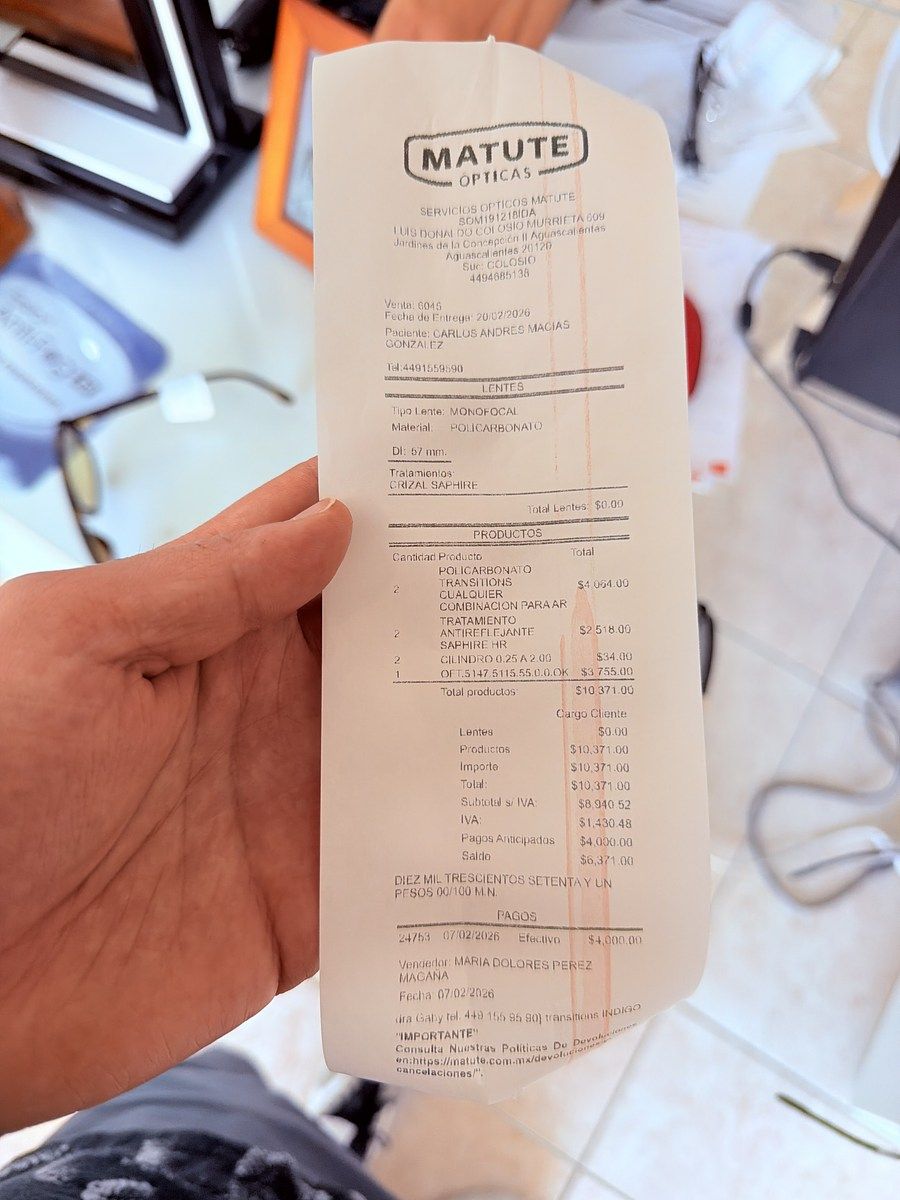 MATUTE
ÓPTICAS
SERVICIOS OPTICOS MATUTE
SOM191218IDA
LUIS DONALDO COLOSIO MURRIETA 609
Jardines de la Concepción II Aguascalientes
Aguascalientes 20120
Suc: COLOSIO
4494685138
Venta: 6046
Fecha de Entrega: 20/02/2026
Paciente: CARLOS ANDRES MACIAS
GONZALEZ
Tel:4491559590
LENTES
Tipo Lente: MONOFOCAL
Material: POLICARBONATO
DI: 57 mm.
Tratamientos:
CRIZAL SAPHIRE
Total Lentes: $0.00
PRODUCTOS
Cantidad Producto Total
2 POLICARBONATO
TRANSITIONS $4,064.00
CUALQUIER
COMBINACION PARA AR
2 TRATAMIENTO
ANTIREFLEJANTE $2,518.00
SAPHIRE HR
2 CILINDRO 0.25 A 2.00 $34.00
1 OFT.5147.5115.55.0.0.OK $3,755.00
Total productos: $10,371.00
Cargo Cliente
Lentes $0.00
Productos $10,371.00
Importe $10,371.00
Total: $10,371.00
Subtotal s/ IVA: $8,940.52
IVA: $1,430.48
Pagos Anticipados $4,000.00
Saldo $6,371.00
DIEZ MIL TRESCIENTOS SETENTA Y UN
PESOS 00/100 M.N.
PAGOS
24753 07/02/2026 Efectivo $4,000.00
Vendedor: MARIA DOLORES PEREZ
MAGAÑA
Fecha 07/02/2026
dra Gaby tel. 449 155 95 90] transitions INDIGO
"IMPORTANTE"
Consulta Nuestras Políticas De Devoluciones
en:https://matute.com.mx/devoluciones
cancelaciones/".